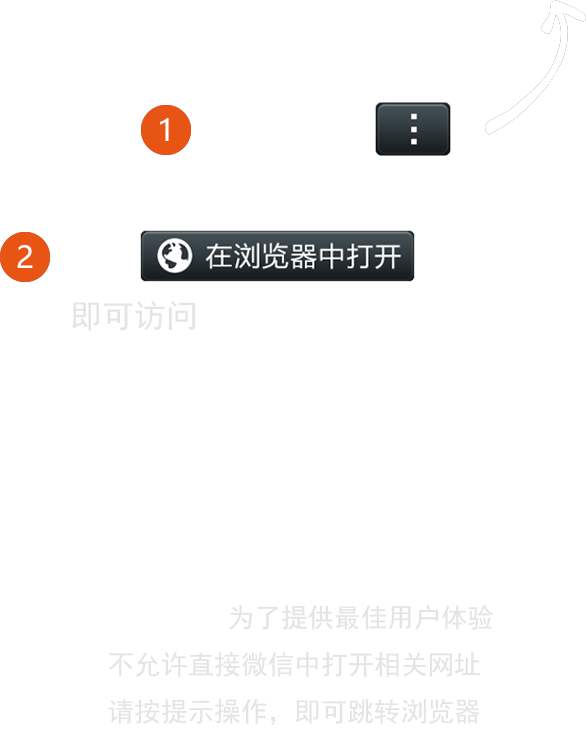 1
2 在浏览器中打开
即可访问
为了提供最佳用户体验
不允许直接微信中打开相关网址
请按提示操作，即可跳转浏览器